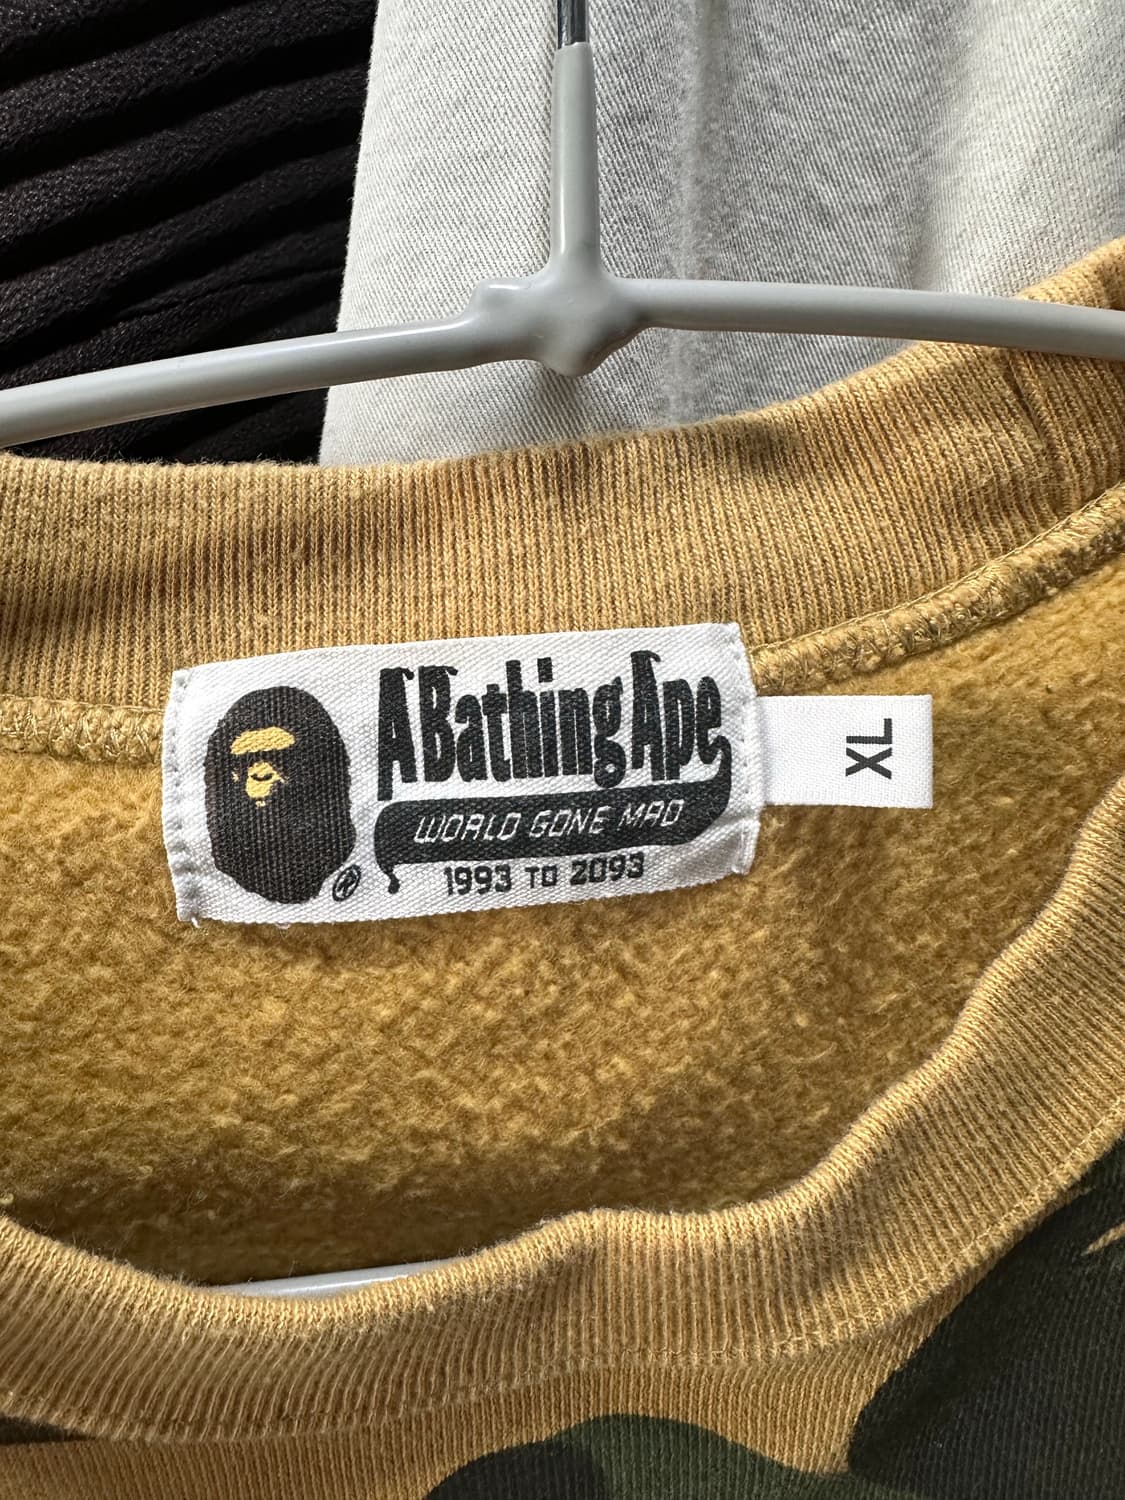 A Bathing Ape
WORLD GONE MAD
1993 TO 2093
®
XL